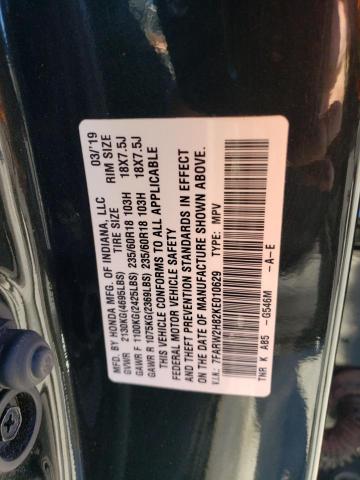 MFD. BY HONDA MFG. OF INDIANA, LLC 03/'19
TIRE SIZE RIM SIZE
GVWR 2130KG(4695LBS)
GAWR F 1100KG(2425LBS) 235/60R18 103H 18X7.5J
GAWR R 1075KG(2369LBS) 235/60R18 103H 18X7.5J
THIS VEHICLE CONFORMS TO ALL APPLICABLE
FEDERAL MOTOR VEHICLE SAFETY
AND THEFT PREVENTION STANDARDS IN EFFECT
ON THE DATE OF MANUFACTURE SHOWN ABOVE.
V.I.N.: 7FARW2H82KE010629 TYPE: MPV
-A-E
TNR K AB5 - G546M